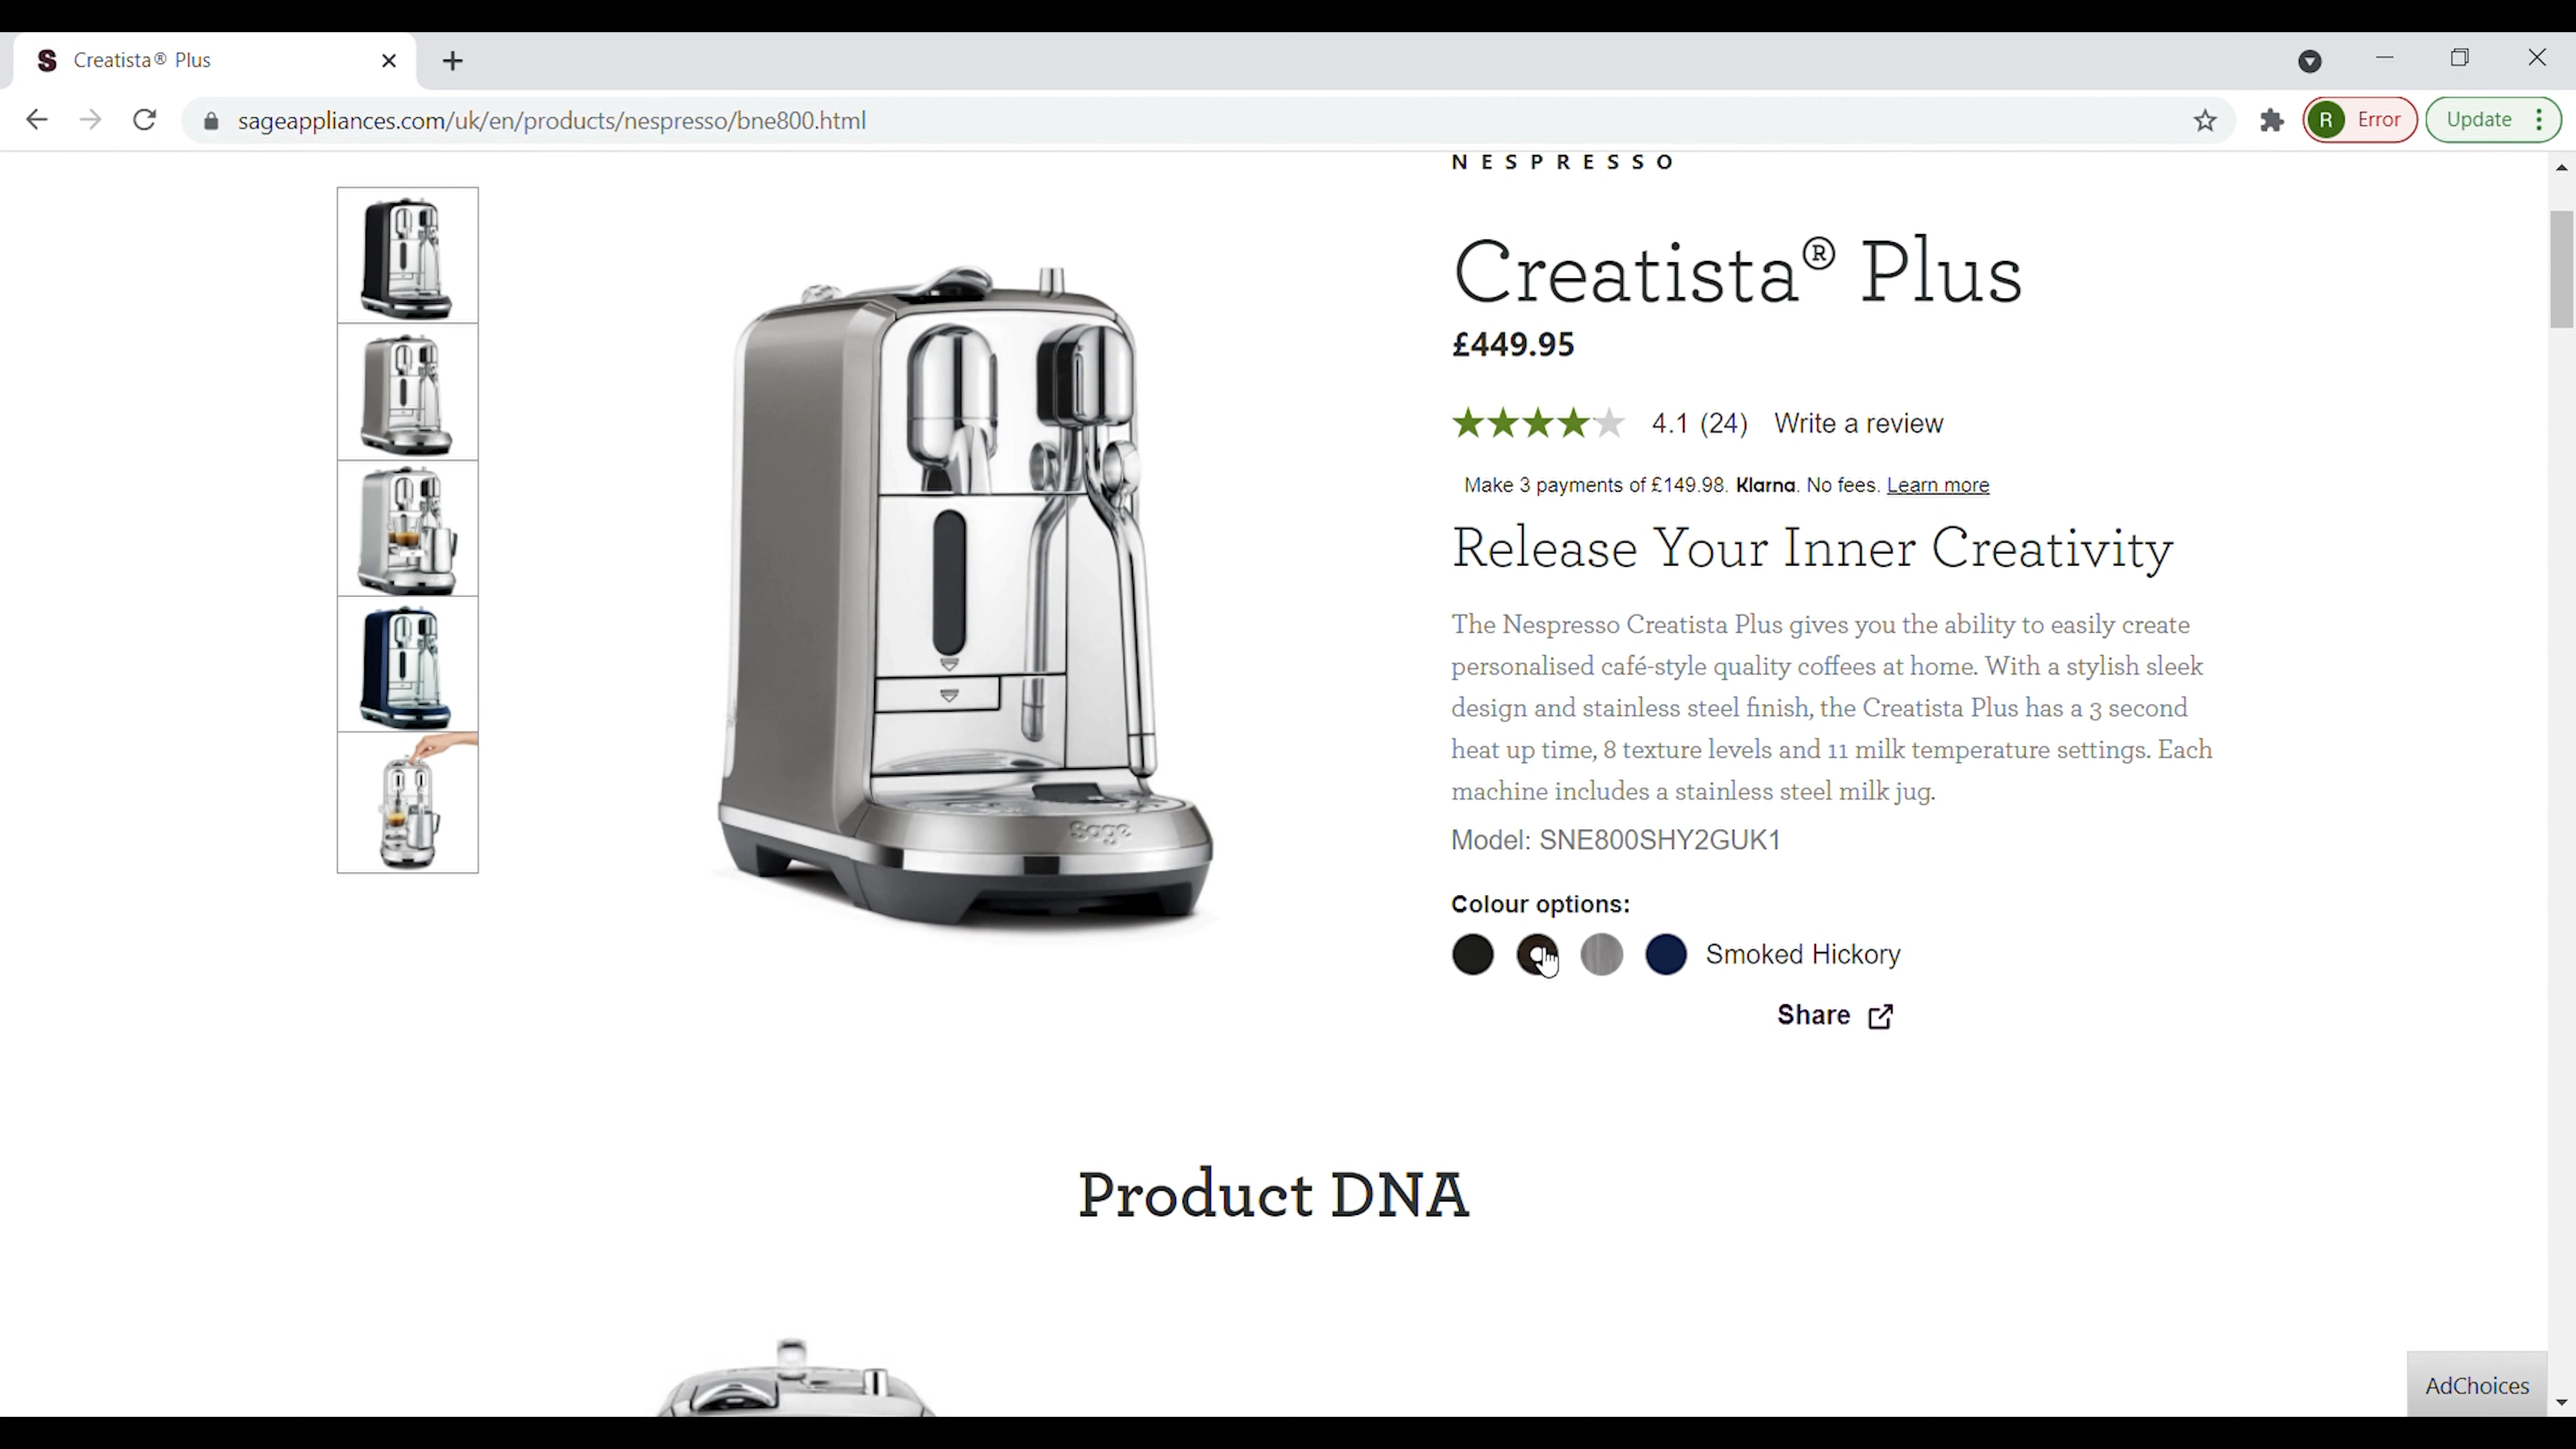 Creatista® Plus
sageappliances.com/uk/en/products/nespresso/bne800.html
R Error
Update
NESPRESSO
Creatista® Plus
£449.95
4.1 (24) Write a review
Make 3 payments of £149.98. Klarna. No fees. Learn more
Release Your Inner Creativity
The Nespresso Creatista Plus gives you the ability to easily create
personalised café-style quality coffees at home. With a stylish sleek
design and stainless steel finish, the Creatista Plus has a 3 second
heat up time, 8 texture levels and 11 milk temperature settings. Each
machine includes a stainless steel milk jug.
Model: SNE800SHY2GUK1
Sage
Colour options:
Smoked Hickory
Share
Product DNA
AdChoices